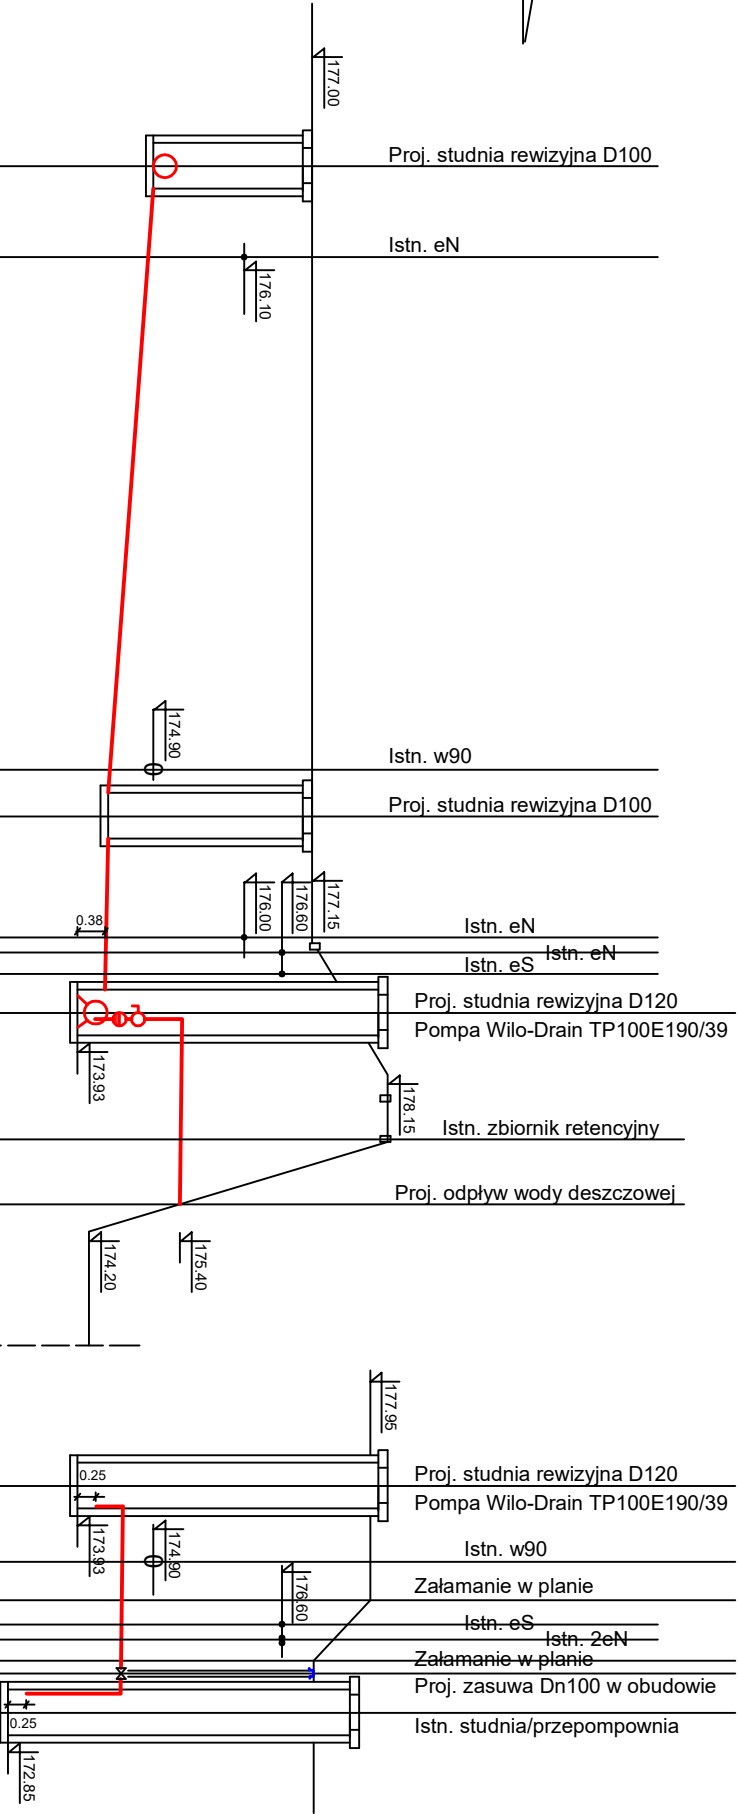 177.00
Proj. studnia rewizyjna D100
Istn. eN
176.10
174.90
Istn. w90
Proj. studnia rewizyjna D100
176.00
176.60
177.15
0.38
Istn. eN
Istn. eN
Istn. eS
Proj. studnia rewizyjna D120
Pompa Wilo-Drain TP100E190/39
173.93
178.15
Istn. zbiornik retencyjny
Proj. odpływ wody deszczowej
174.20
175.40
177.95
0.25
Proj. studnia rewizyjna D120
Pompa Wilo-Drain TP100E190/39
173.93
174.90
Istn. w90
176.60
Załamanie w planie
Istn. eS
Istn. 2eN
Załamanie w planie
Proj. zasuwa Dn100 w obudowie
0.25
Istn. studnia/przepompownia
172.85